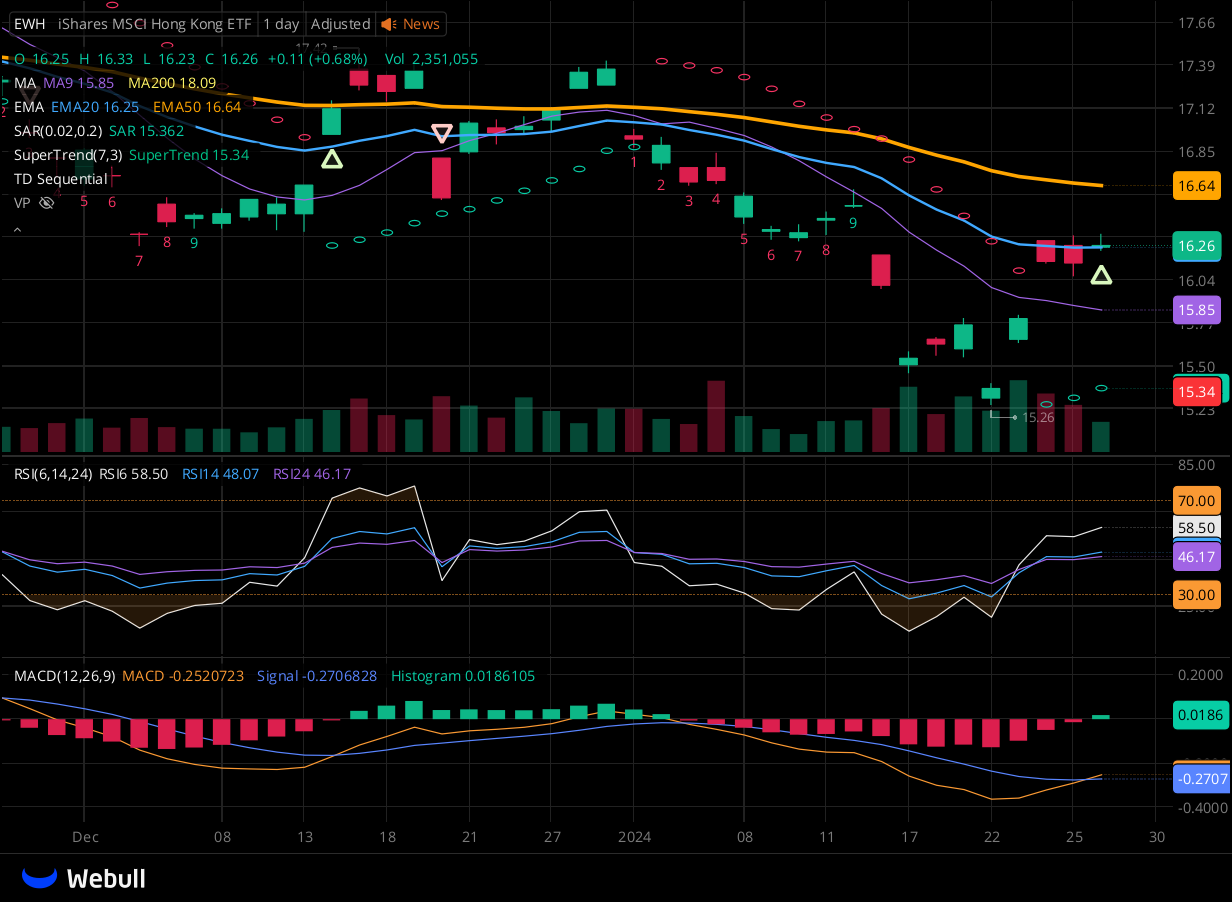 EWH iShares MSCI Hong Kong ETF 1 day Adjusted News
17.66
17.42
O 16.25 H 16.33 L 16.23 C 16.26 +0.11 (+0.68%) Vol 2,351,055
17.39
MA MA9 15.85 MA200 18.09
EMA EMA20 16.25 EMA50 16.64
17.12
SAR(0.02,0.2) SAR 15.362
SuperTrend(7,3) SuperTrend 15.34
16.85
TD Sequential
VP
16.64
5 6 7 8 9
1 2 3 4 5 6 7 8 9
16.26
16.04
15.85
15.77
15.50
15.34
15.23
15.26
RSI(6,14,24) RSI6 58.50 RSI14 48.07 RSI24 46.17
85.00
70.00
58.50
46.17
30.00
MACD(12,26,9) MACD -0.2520723 Signal -0.2706828 Histogram 0.0186105
0.2000
0.0186
-0.2707
-0.4000
Dec 08 13 18 21 27 2024 08 11 17 22 25 30
Webull